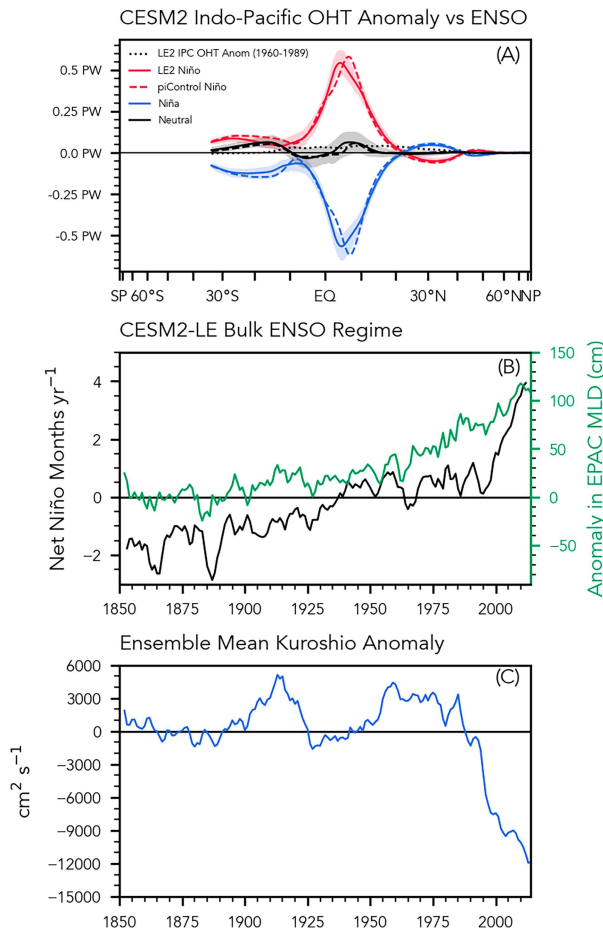 CESM2 Indo-Pacific OHT Anomaly vs ENSO
(A)
LE2 IPC OHT Anom (1960-1989)
LE2 Niño
piControl Niño
Niña
Neutral
0.5 PW
0.25 PW
0.0 PW
-0.25 PW
-0.5 PW
SP 60°S 30°S EQ 30°N 60°N NP
CESM2-LE Bulk ENSO Regime
(B)
Net Niño Months yr⁻¹
4
2
0
−2
150
100
50
0
−50
Anomaly in EPAC MLD (cm)
1850 1875 1900 1925 1950 1975 2000
Ensemble Mean Kuroshio Anomaly
(C)
cm² s⁻¹
6000
3000
0
−3000
−6000
−9000
−12000
−15000
1850 1875 1900 1925 1950 1975 2000